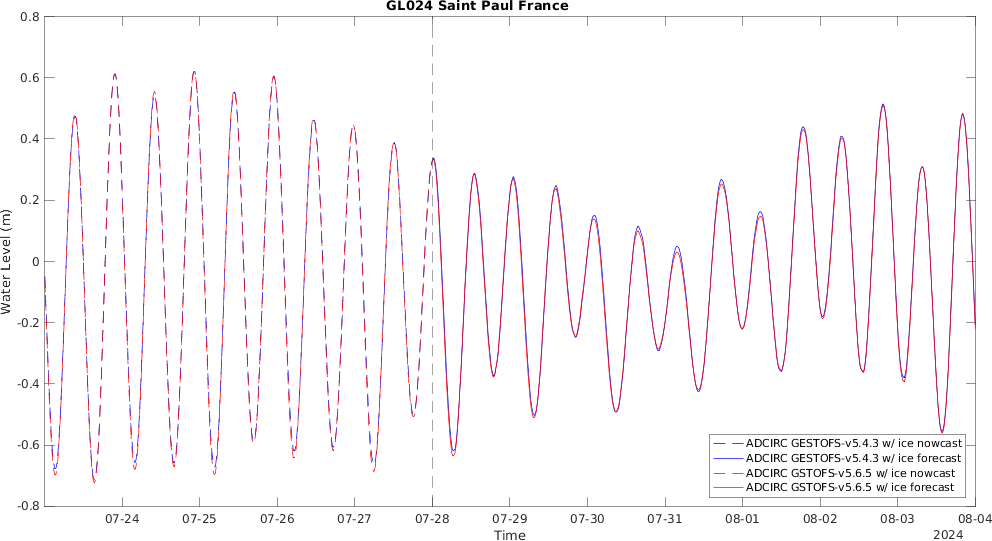 GL024 Saint Paul France
0.8
0.6
0.4
0.2
0
-0.2
-0.4
-0.6
-0.8
Water Level (m)
07-24 07-25 07-26 07-27 07-28 07-29 07-30 07-31 08-01 08-02 08-03 08-04
Time
2024
ADCIRC GESTOFS-v5.4.3 w/ ice nowcast
ADCIRC GESTOFS-v5.4.3 w/ ice forecast
ADCIRC GSTOFS-v5.6.5 w/ ice nowcast
ADCIRC GSTOFS-v5.6.5 w/ ice forecast